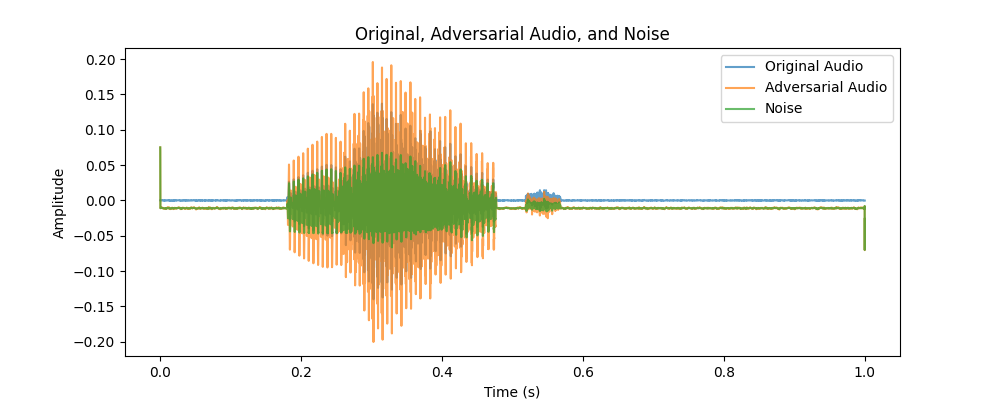 Original, Adversarial Audio, and Noise
Original Audio
Adversarial Audio
Noise
0.20
0.15
0.10
0.05
0.00
−0.05
−0.10
−0.15
−0.20
Amplitude
0.0 0.2 0.4 0.6 0.8 1.0
Time (s)